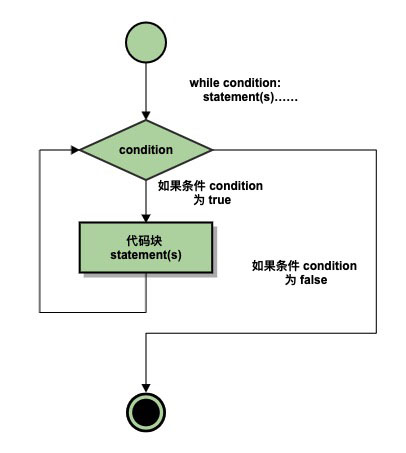 while condition:
statement(s)……
condition
如果条件 condition
为 true
代码块
statement(s)
如果条件 condition
为 false